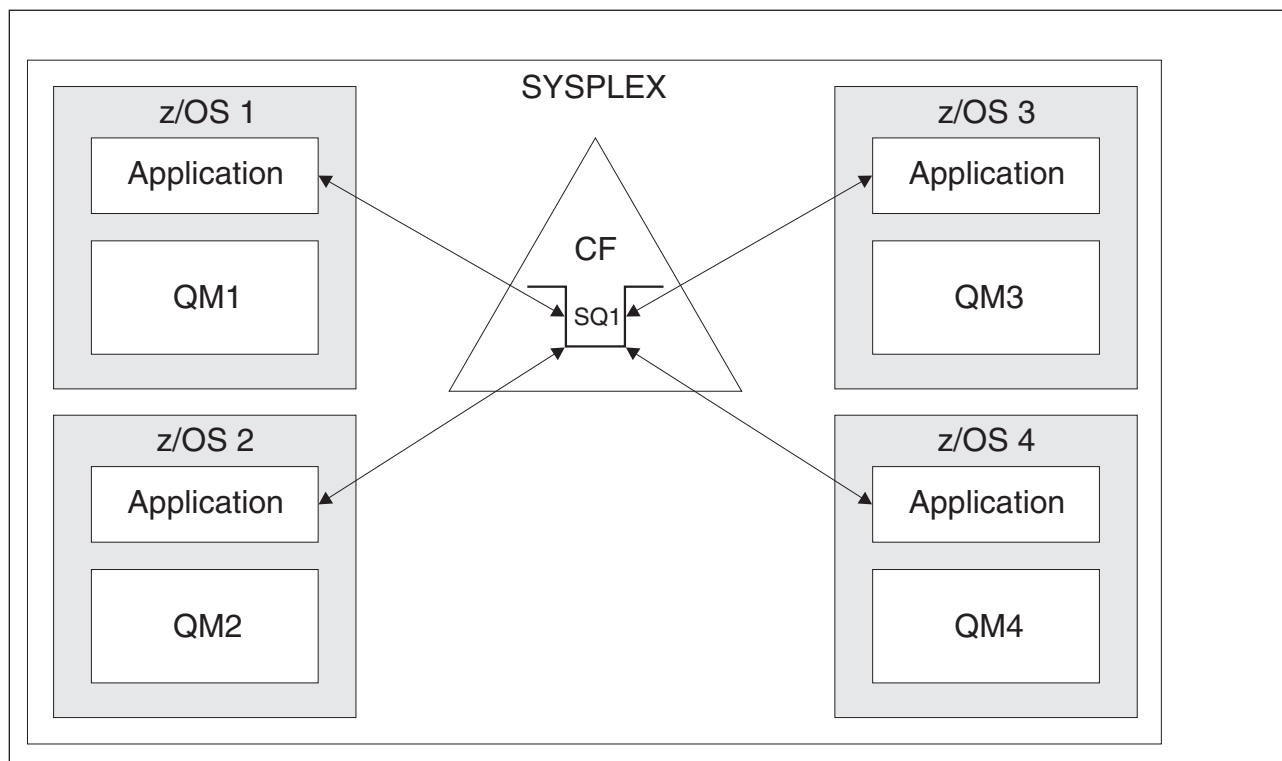 SYSPLEX
z/OS 1
Application
QM1
z/OS 2
Application
QM2
CF
SQ1
z/OS 3
Application
QM3
z/OS 4
Application
QM4